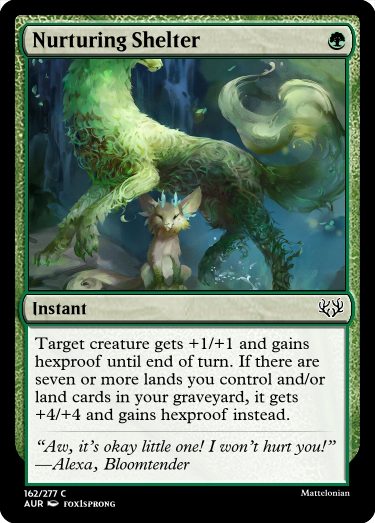 Nurturing Shelter
Instant
Target creature gets +1/+1 and gains
hexproof until end of turn. If there are
seven or more lands you control and/or
land cards in your graveyard, it gets
+4/+4 and gains hexproof instead.
“Aw, it’s okay little one! I won’t hurt you!”
—Alexa, Bloomtender
162/277 C
Mattelonian
AUR FOX1SPRONG